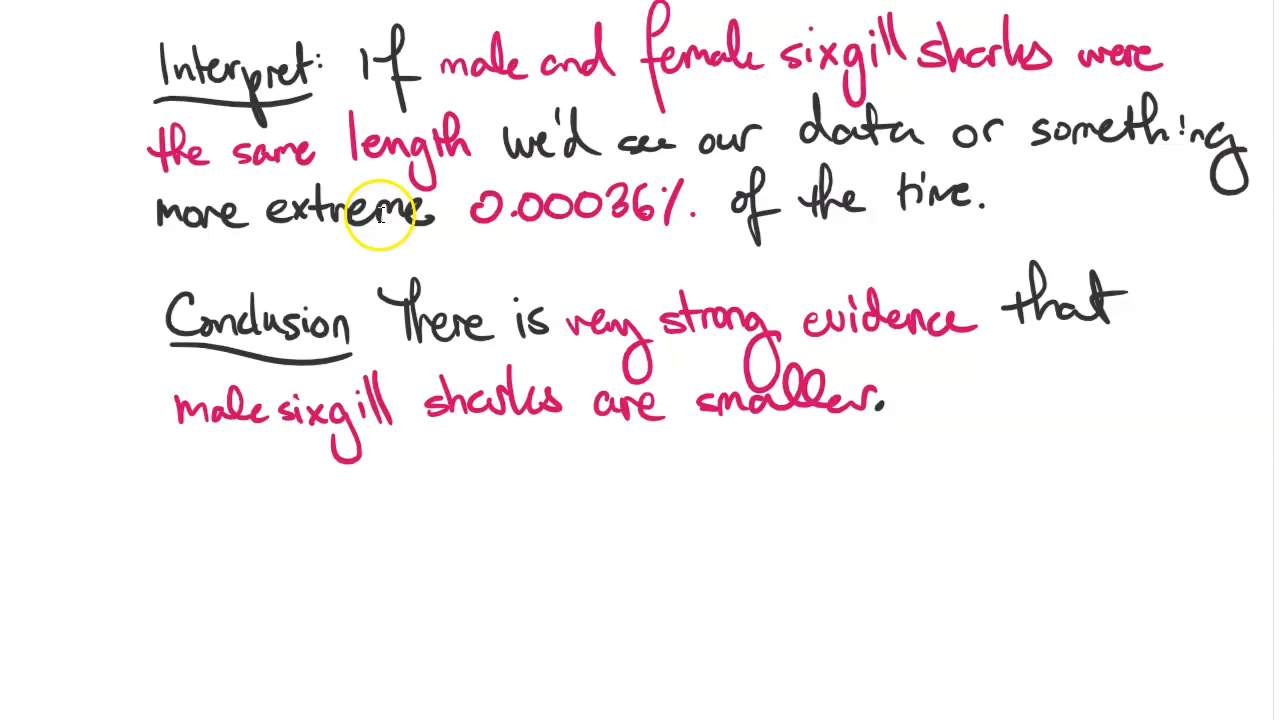 Interpret: If male and female sixgill sharks were
the same length we'd see our data or something
more extreme 0.00036% of the time.
Conclusion There is very strong evidence that
male sixgill sharks are smaller.